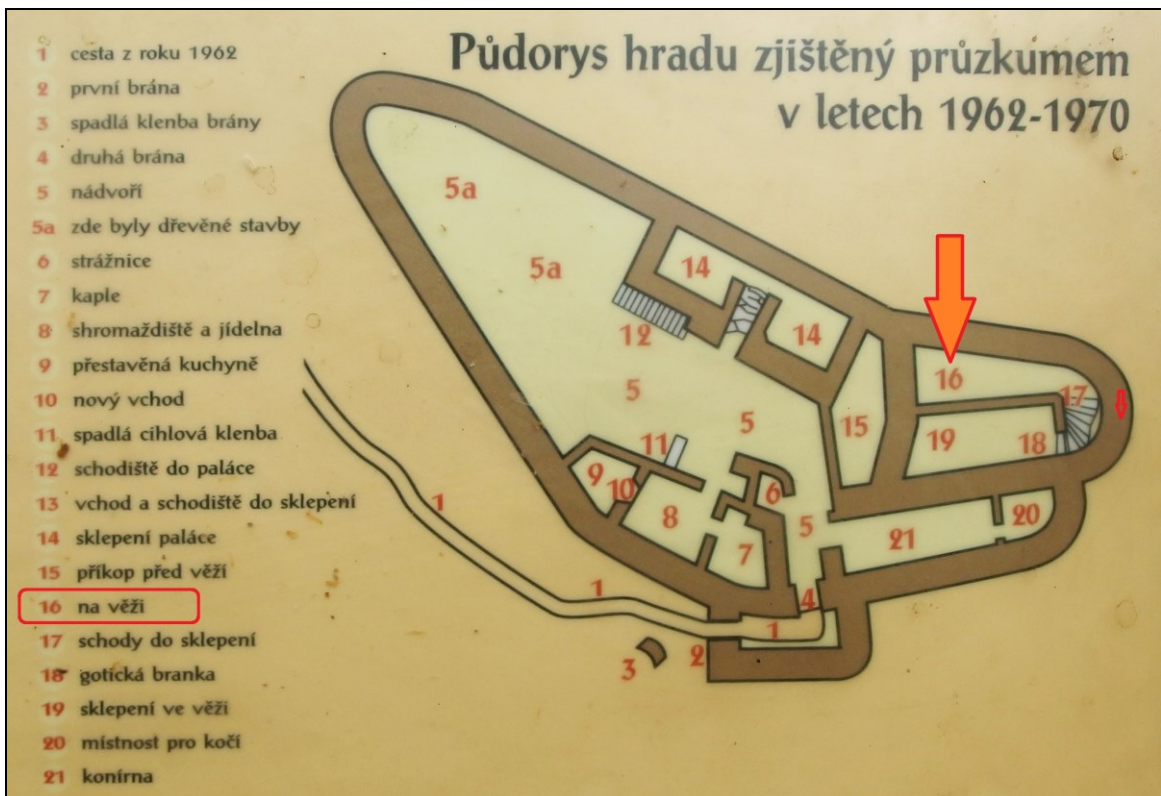 Půdorys hradu zjištěný průzkumem
v letech 1962-1970
1 cesta z roku 1962
2 první brána
3 spadlá klenba brány
4 druhá brána
5 nádvoří
5a zde byly dřevěné stavby
6 strážnice
7 kaple
8 shromaždiště a jídelna
9 přestavěná kuchyně
10 nový vchod
11 spadlá cihlová klenba
12 schodiště do paláce
13 vchod a schodiště do sklepení
14 sklepení paláce
15 příkop před věží
16 na věži
17 schody do sklepení
18 gotická branka
19 sklepení ve věži
20 místnost pro kočí
21 konírna
5a
5a
14
12
14
16
17
5
5
15
19
18
11
9
10
6
8
5
21
20
7
1
1
4
1
2
3